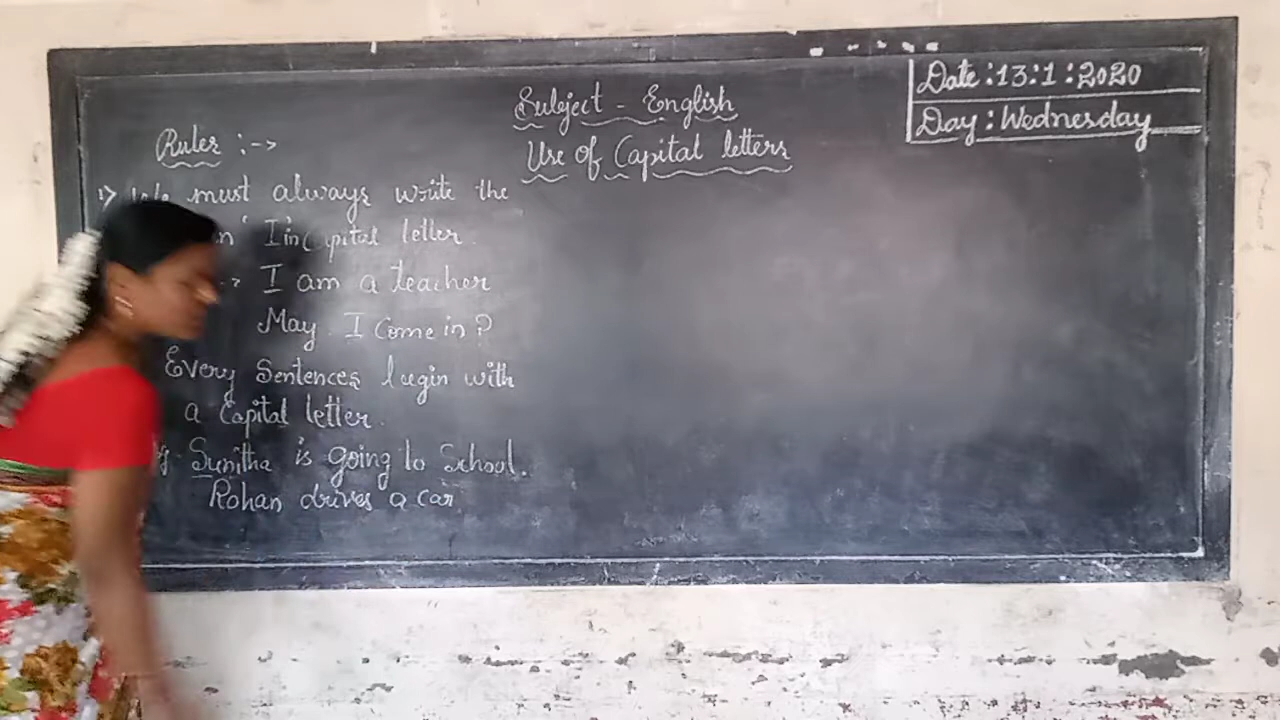 Date : 13 : 1 : 2020
Day : Wednesday
Subject - English
Use of Capital letters
Rules :->
1> We must always write the
'I' in Capital letter.
I am a teacher
May I Come in ?
Every Sentences begin with
a Capital letter.
Sunitha is going to School.
Rohan drives a car.